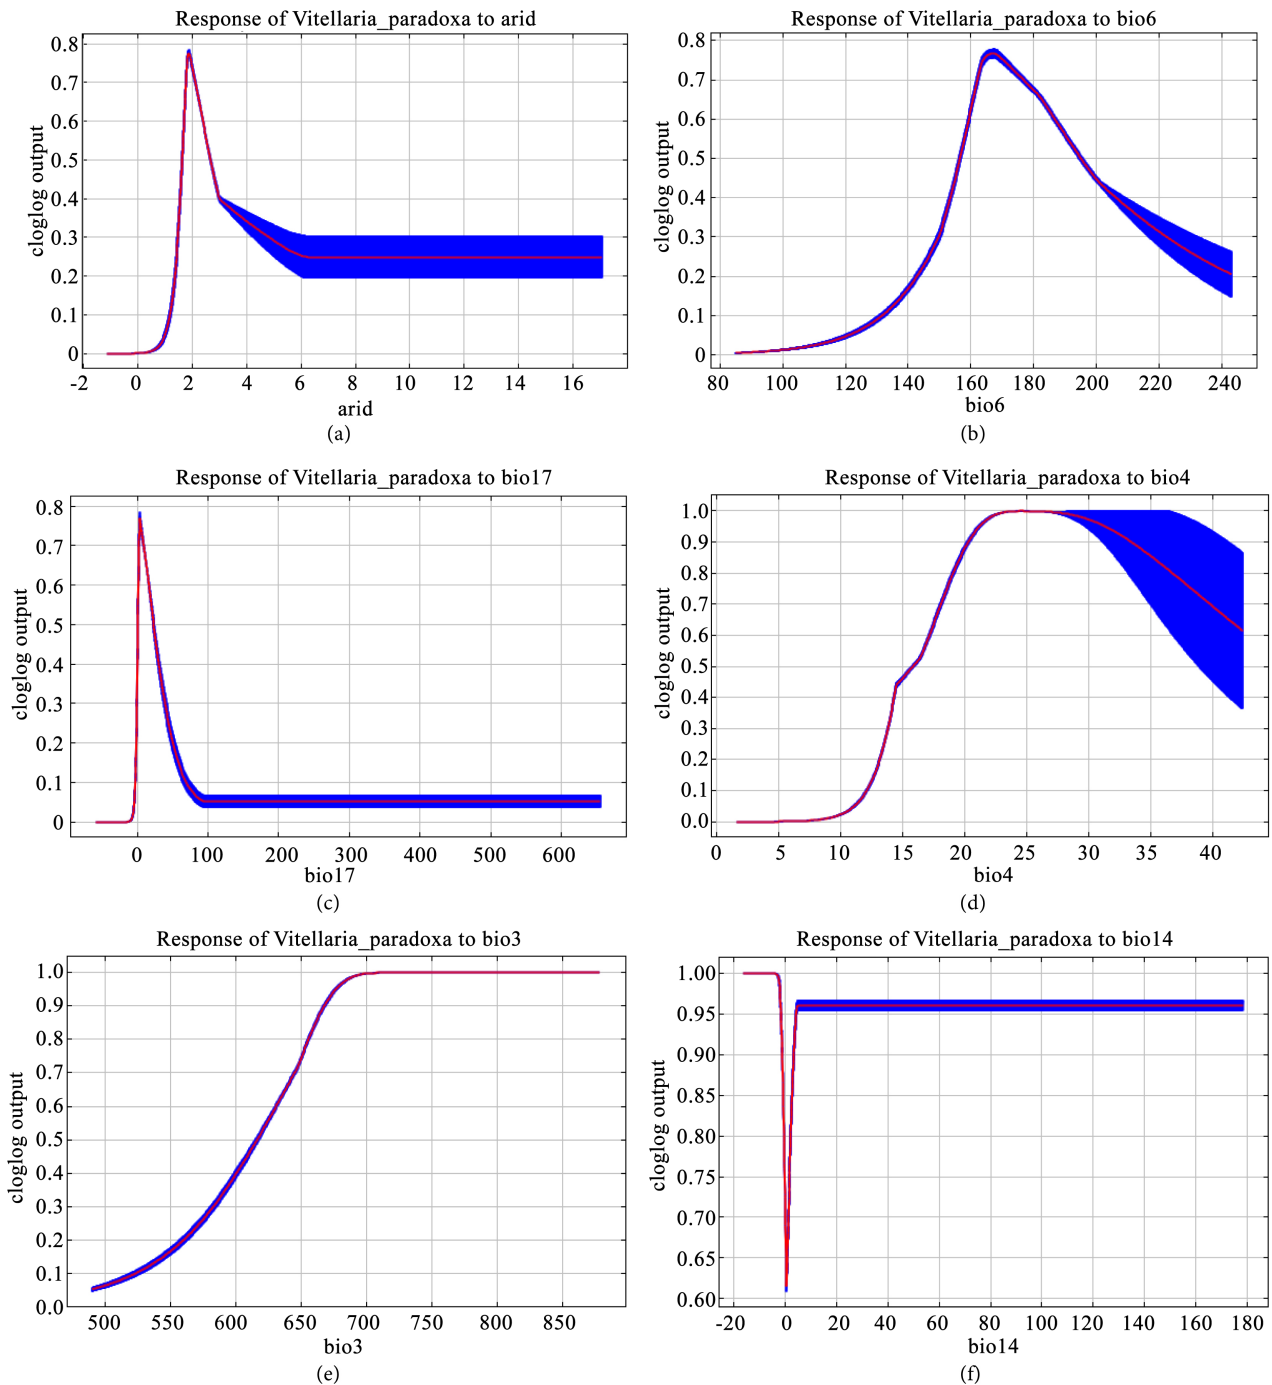 Response of Vitellaria_paradoxa to arid
cloglog output
0.8
0.7
0.6
0.5
0.4
0.3
0.2
0.1
0
-2 0 2 4 6 8 10 12 14 16
arid
(a)
Response of Vitellaria_paradoxa to bio6
cloglog output
0.8
0.7
0.6
0.5
0.4
0.3
0.2
0.1
0
80 100 120 140 160 180 200 220 240
bio6
(b)
Response of Vitellaria_paradoxa to bio17
cloglog output
0.8
0.7
0.6
0.5
0.4
0.3
0.2
0.1
0
0 100 200 300 400 500 600
bio17
(c)
Response of Vitellaria_paradoxa to bio4
cloglog output
1.0
0.9
0.8
0.7
0.6
0.5
0.4
0.3
0.2
0.1
0.0
0 5 10 15 20 25 30 35 40
bio4
(d)
Response of Vitellaria_paradoxa to bio3
cloglog output
1.0
0.9
0.8
0.7
0.6
0.5
0.4
0.3
0.2
0.1
0.0
500 550 600 650 700 750 800 850
bio3
(e)
Response of Vitellaria_paradoxa to bio14
cloglog output
1.00
0.95
0.90
0.85
0.80
0.75
0.70
0.65
0.60
-20 0 20 40 60 80 100 120 140 160 180
bio14
(f)